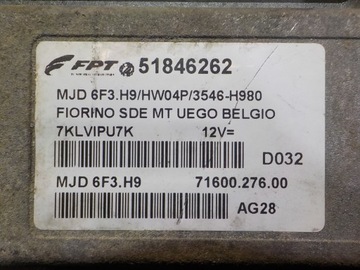 FPT 51846262
MJD 6F3.H9/HW04P/3546-H980
FIORINO SDE MT UEGO BELGIO
7KLVIPU7K 12V=
D032
MJD 6F3.H9 71600.276.00
AG28